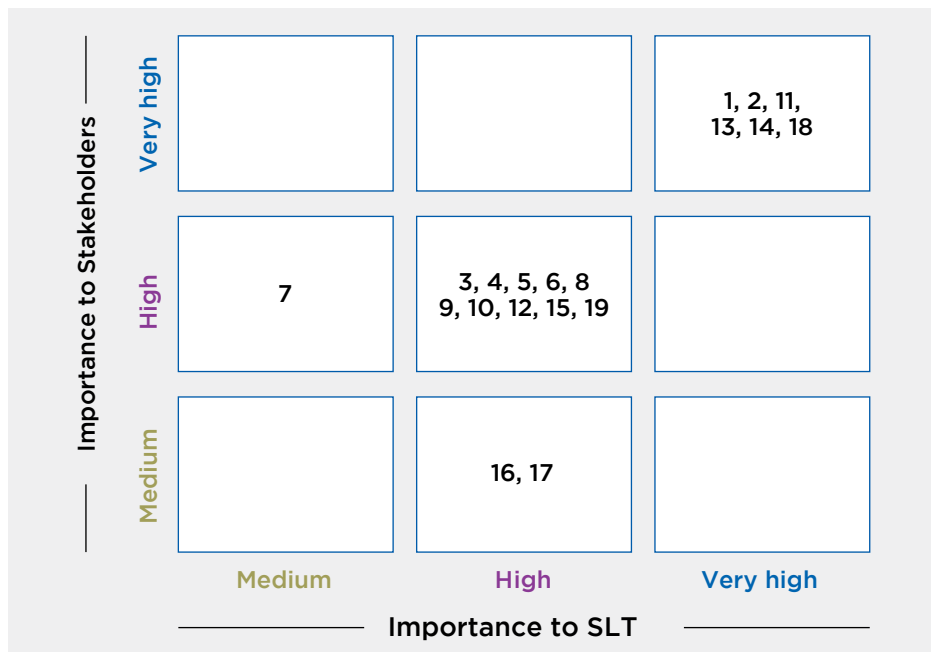 Importance to Stakeholders
Very high
1, 2, 11,
13, 14, 18
High
7
3, 4, 5, 6, 8
9, 10, 12, 15, 19
Medium
16, 17
Medium
High
Very high
Importance to SLT